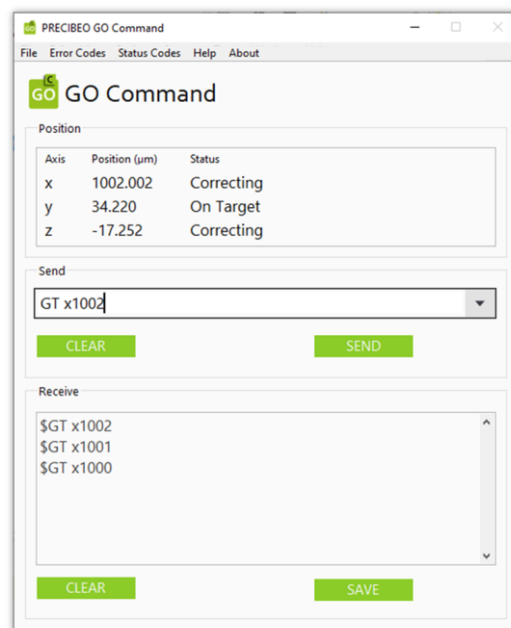 PRECIBEO GO Command
File Error Codes Status Codes Help About
C
GO GO Command
Position
Axis Position (µm) Status
x 1002.002 Correcting
y 34.220 On Target
z -17.252 Correcting
Send
GT x1002
CLEAR SEND
Receive
$GT x1002
$GT x1001
$GT x1000
CLEAR SAVE